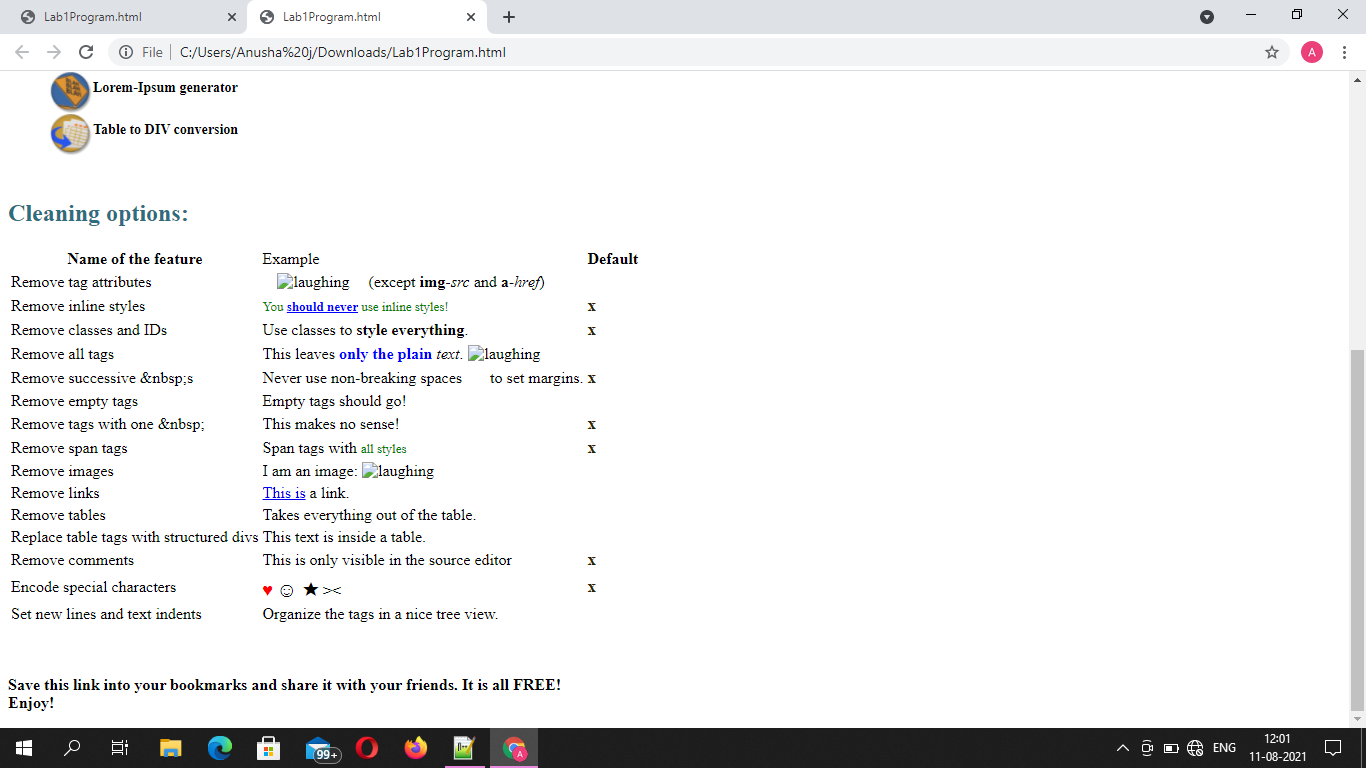 Lab1Program.html
Lab1Program.html
File C:/Users/Anusha%20j/Downloads/Lab1Program.html
A
Lorem-Ipsum generator
Table to DIV conversion
Cleaning options:
Name of the feature Example Default
Remove tag attributes laughing (except img-src and a-href)
Remove inline styles You should never use inline styles! x
Remove classes and IDs Use classes to style everything. x
Remove all tags This leaves only the plain text. laughing
Remove successive &nbsp;s Never use non-breaking spaces to set margins. x
Remove empty tags Empty tags should go!
Remove tags with one &nbsp; This makes no sense! x
Remove span tags Span tags with all styles x
Remove images I am an image: laughing
Remove links This is a link.
Remove tables Takes everything out of the table.
Replace table tags with structured divs This text is inside a table.
Remove comments This is only visible in the source editor x
Encode special characters ♥ ☺ ★ >< x
Set new lines and text indents Organize the tags in a nice tree view.
Save this link into your bookmarks and share it with your friends. It is all FREE!
Enjoy!
99+
A
ENG
12:01
11-08-2021